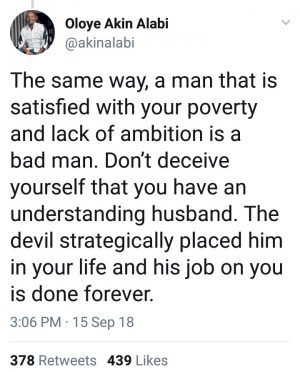 Oloye Akin Alabi
@akinalabi
The same way, a man that is
satisfied with your poverty
and lack of ambition is a
bad man. Don’t deceive
yourself that you have an
understanding husband. The
devil strategically placed him
in your life and his job on you
is done forever.
3:06 PM · 15 Sep 18
378 Retweets 439 Likes